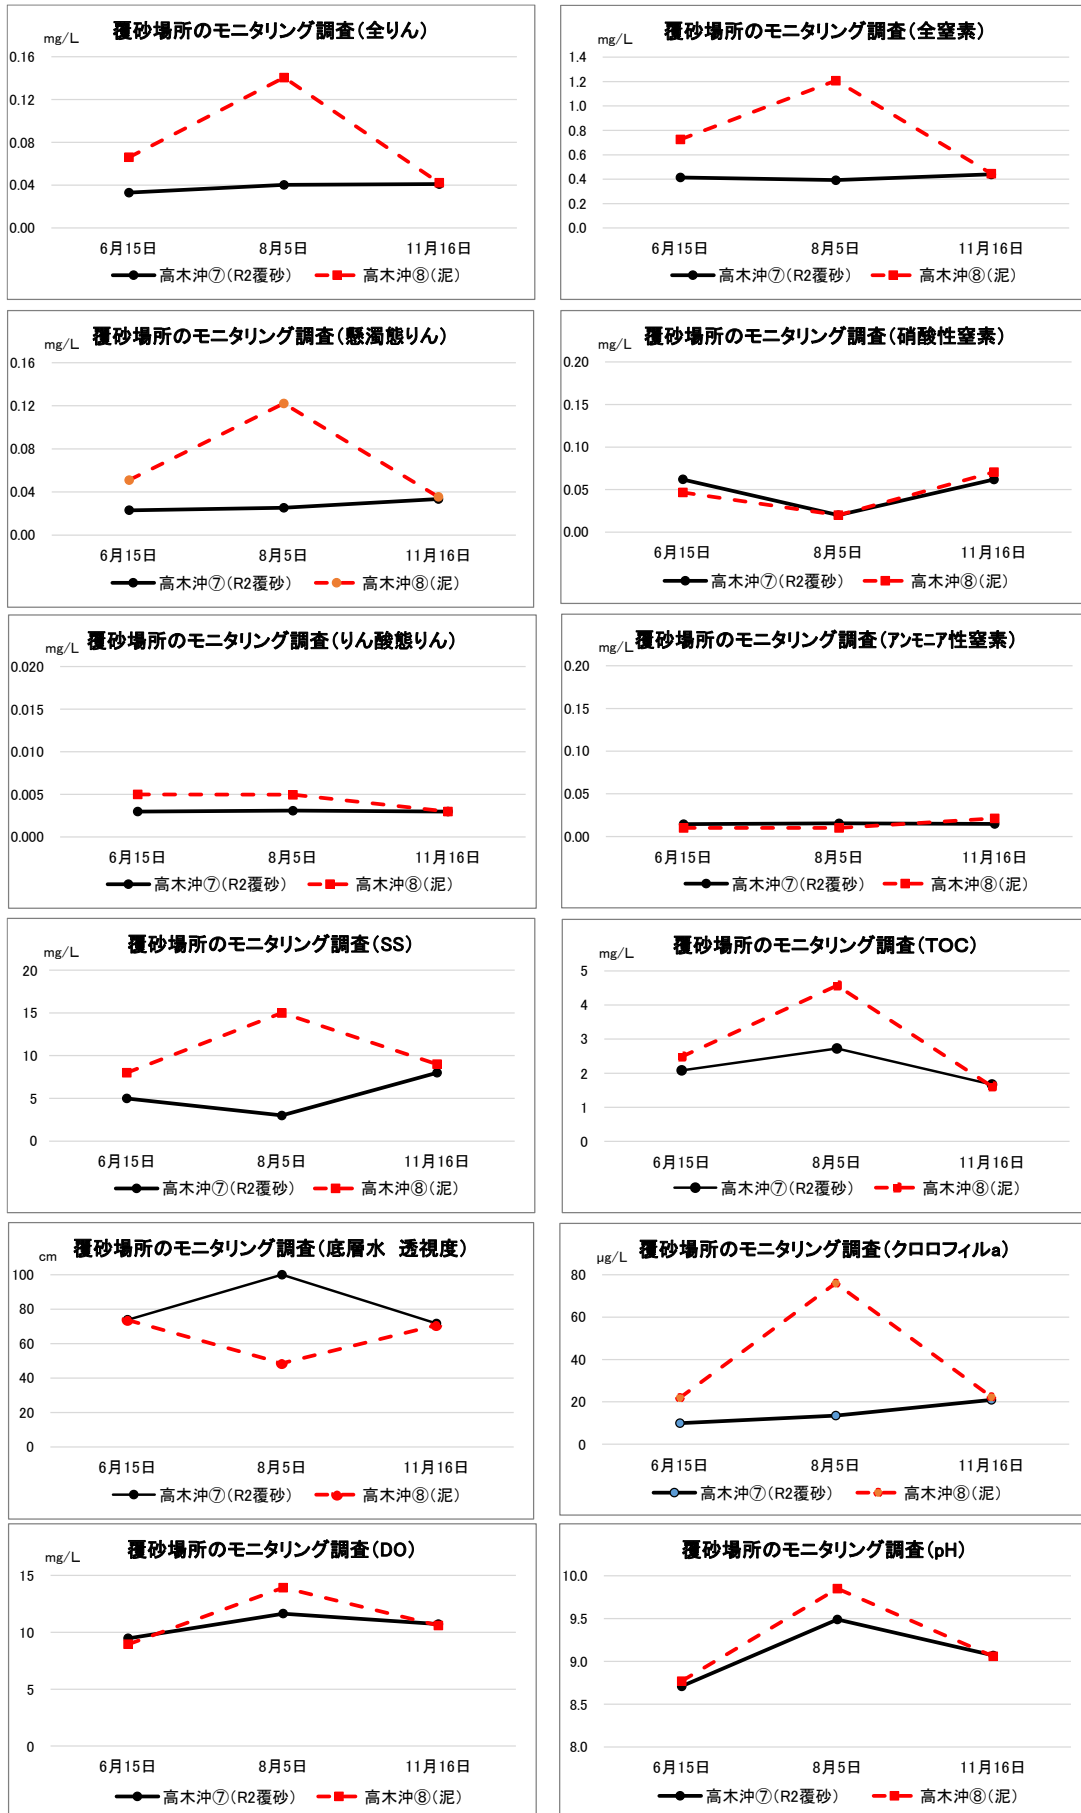 覆砂場所のモニタリング調査(全りん)
mg/L
0.16
0.12
0.08
0.04
0.00
6月15日 8月5日 11月16日
高木沖⑦(R2覆砂) 高木沖⑧(泥)
覆砂場所のモニタリング調査(全窒素)
mg/L
1.4
1.2
1.0
0.8
0.6
0.4
0.2
0.0
6月15日 8月5日 11月16日
高木沖⑦(R2覆砂) 高木沖⑧(泥)
覆砂場所のモニタリング調査(懸濁態りん)
mg/L
0.16
0.12
0.08
0.04
0.00
6月15日 8月5日 11月16日
高木沖⑦(R2覆砂) 高木沖⑧(泥)
覆砂場所のモニタリング調査(硝酸性窒素)
mg/L
0.20
0.15
0.10
0.05
0.00
6月15日 8月5日 11月16日
高木沖⑦(R2覆砂) 高木沖⑧(泥)
覆砂場所のモニタリング調査(りん酸態りん)
mg/L
0.020
0.015
0.010
0.005
0.000
6月15日 8月5日 11月16日
高木沖⑦(R2覆砂) 高木沖⑧(泥)
覆砂場所のモニタリング調査(アンモニア性窒素)
mg/L
0.20
0.15
0.10
0.05
0.00
6月15日 8月5日 11月16日
高木沖⑦(R2覆砂) 高木沖⑧(泥)
覆砂場所のモニタリング調査(SS)
mg/L
20
15
10
5
0
6月15日 8月5日 11月16日
高木沖⑦(R2覆砂) 高木沖⑧(泥)
覆砂場所のモニタリング調査(TOC)
mg/L
5
4
3
2
1
0
6月15日 8月5日 11月16日
高木沖⑦(R2覆砂) 高木沖⑧(泥)
覆砂場所のモニタリング調査(底層水 透視度)
cm
100
80
60
40
20
0
6月15日 8月5日 11月16日
高木沖⑦(R2覆砂) 高木沖⑧(泥)
覆砂場所のモニタリング調査(クロロフィルa)
μg/L
80
60
40
20
0
6月15日 8月5日 11月16日
高木沖⑦(R2覆砂) 高木沖⑧(泥)
覆砂場所のモニタリング調査(DO)
mg/L
15
10
5
0
6月15日 8月5日 11月16日
高木沖⑦(R2覆砂) 高木沖⑧(泥)
覆砂場所のモニタリング調査(pH)
10.0
9.5
9.0
8.5
8.0
6月15日 8月5日 11月16日
高木沖⑦(R2覆砂) 高木沖⑧(泥)